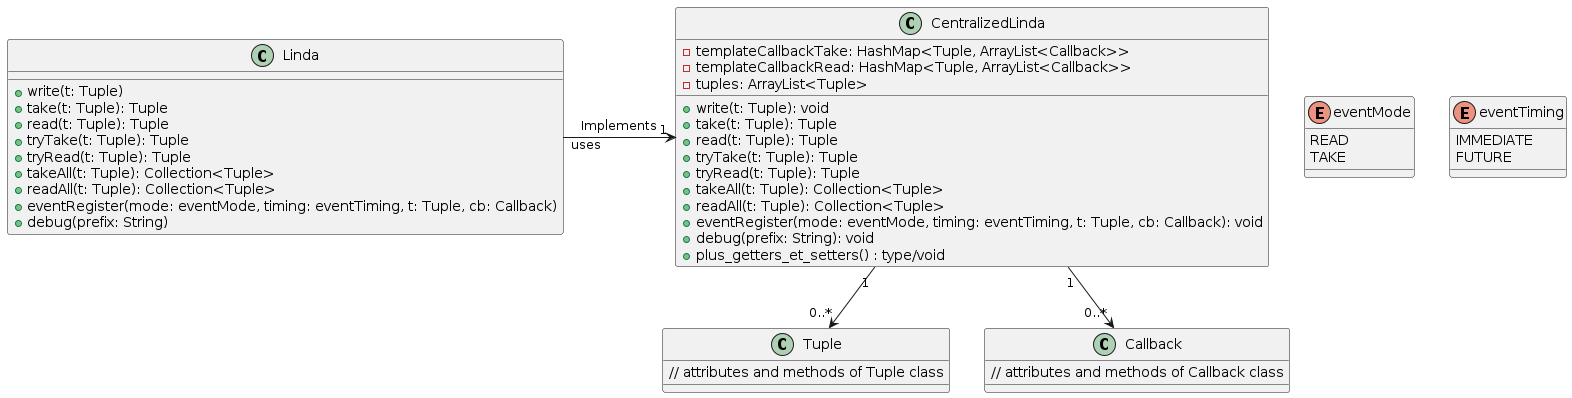 Linda
write(t: Tuple)
take(t: Tuple): Tuple
read(t: Tuple): Tuple
tryTake(t: Tuple): Tuple
tryRead(t: Tuple): Tuple
takeAll(t: Tuple): Collection<Tuple>
readAll(t: Tuple): Collection<Tuple>
eventRegister(mode: eventMode, timing: eventTiming, t: Tuple, cb: Callback)
debug(prefix: String)
Implements
1
uses
CentralizedLinda
templateCallbackTake: HashMap<Tuple, ArrayList<Callback>>
templateCallbackRead: HashMap<Tuple, ArrayList<Callback>>
tuples: ArrayList<Tuple>
write(t: Tuple): void
take(t: Tuple): Tuple
read(t: Tuple): Tuple
tryTake(t: Tuple): Tuple
tryRead(t: Tuple): Tuple
takeAll(t: Tuple): Collection<Tuple>
readAll(t: Tuple): Collection<Tuple>
eventRegister(mode: eventMode, timing: eventTiming, t: Tuple, cb: Callback): void
debug(prefix: String): void
plus_getters_et_setters() : type/void
E eventMode
READ
TAKE
E eventTiming
IMMEDIATE
FUTURE
1
0..*
1
0..*
C Tuple
// attributes and methods of Tuple class
C Callback
// attributes and methods of Callback class